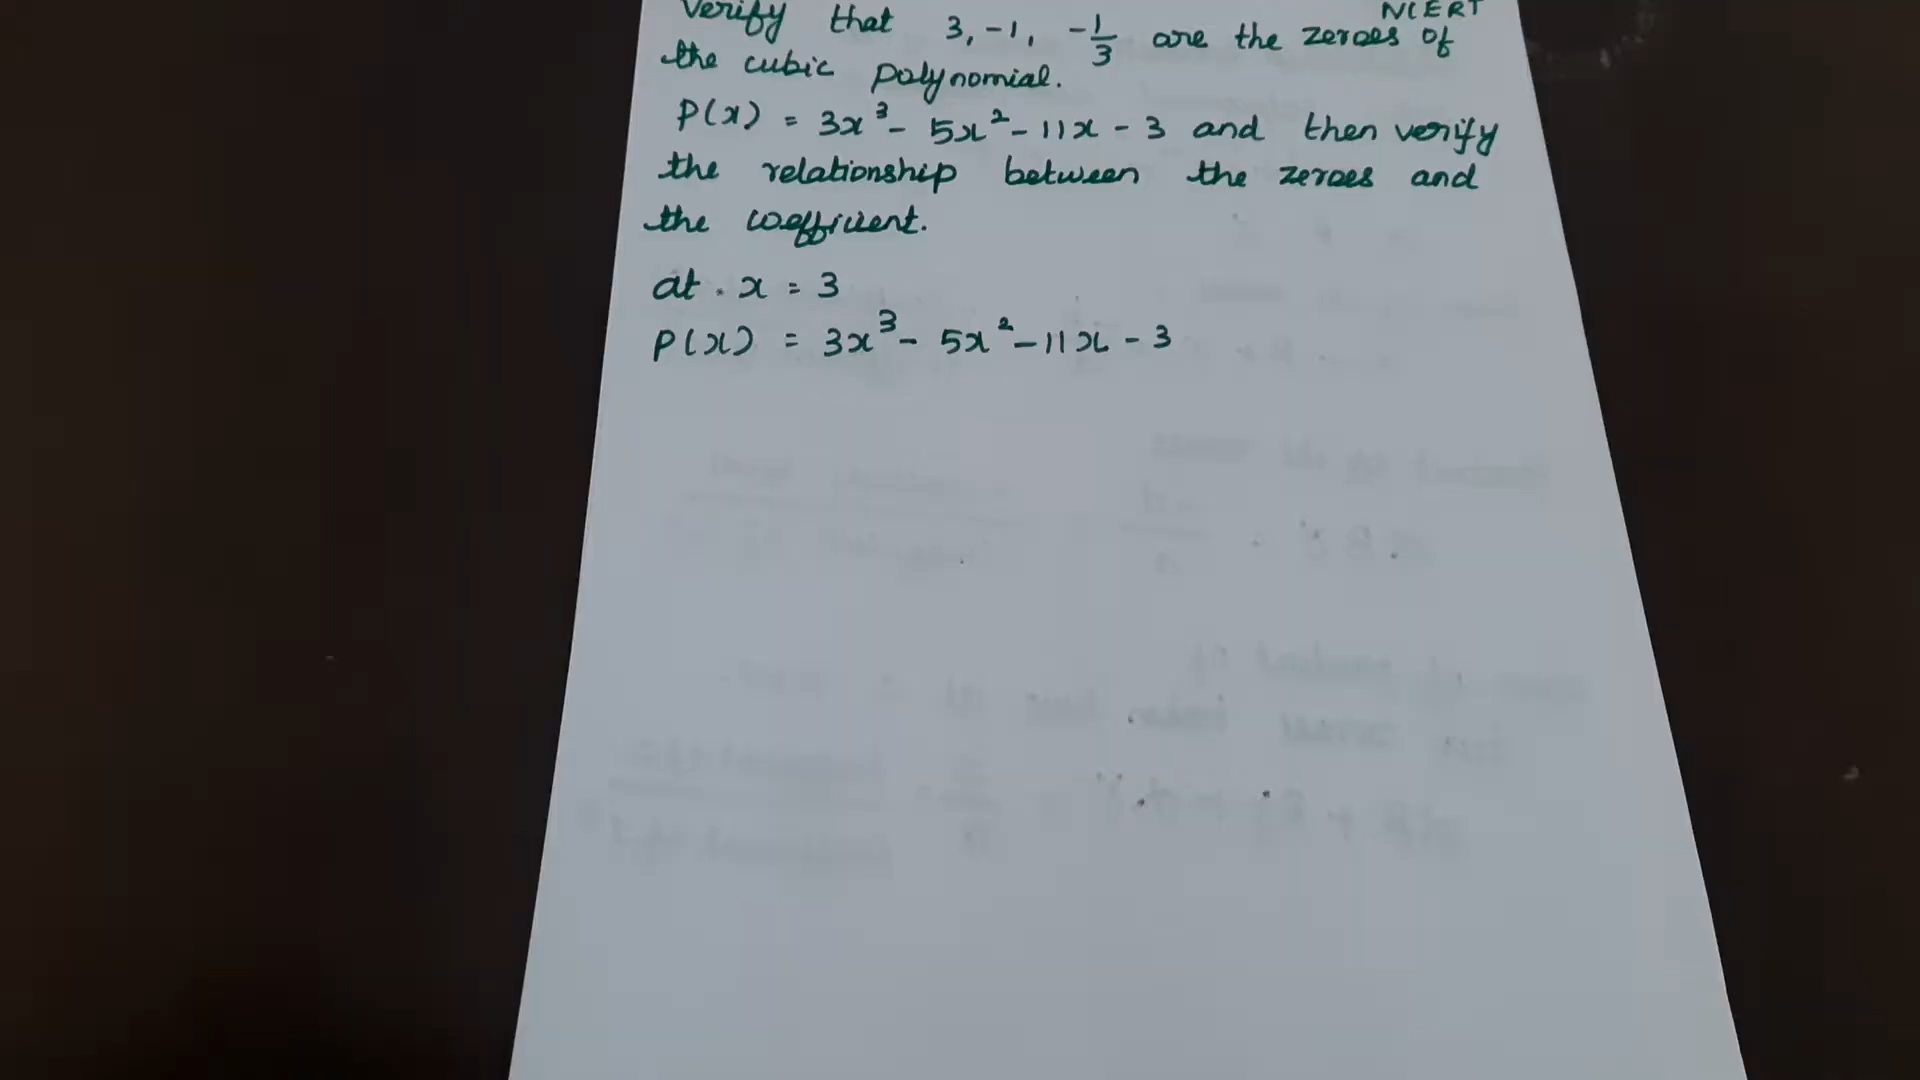 NCERT
Verify that 3, -1, -1/3 are the zeroes of
the cubic polynomial.
P(x) = 3x³ - 5x² - 11x - 3 and then verify
the relationship between the zeroes and
the coefficient.
at . x = 3
P(x) = 3x³ - 5x² - 11x - 3